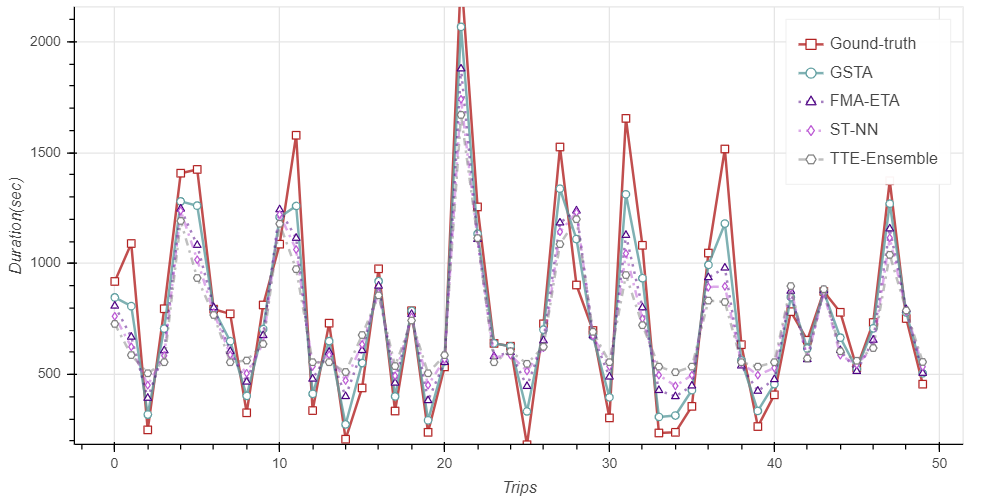 2000
1500
1000
500
Duration(sec)
Gound-truth
GSTA
FMA-ETA
ST-NN
TTE-Ensemble
0 10 20 30 40 50
Trips